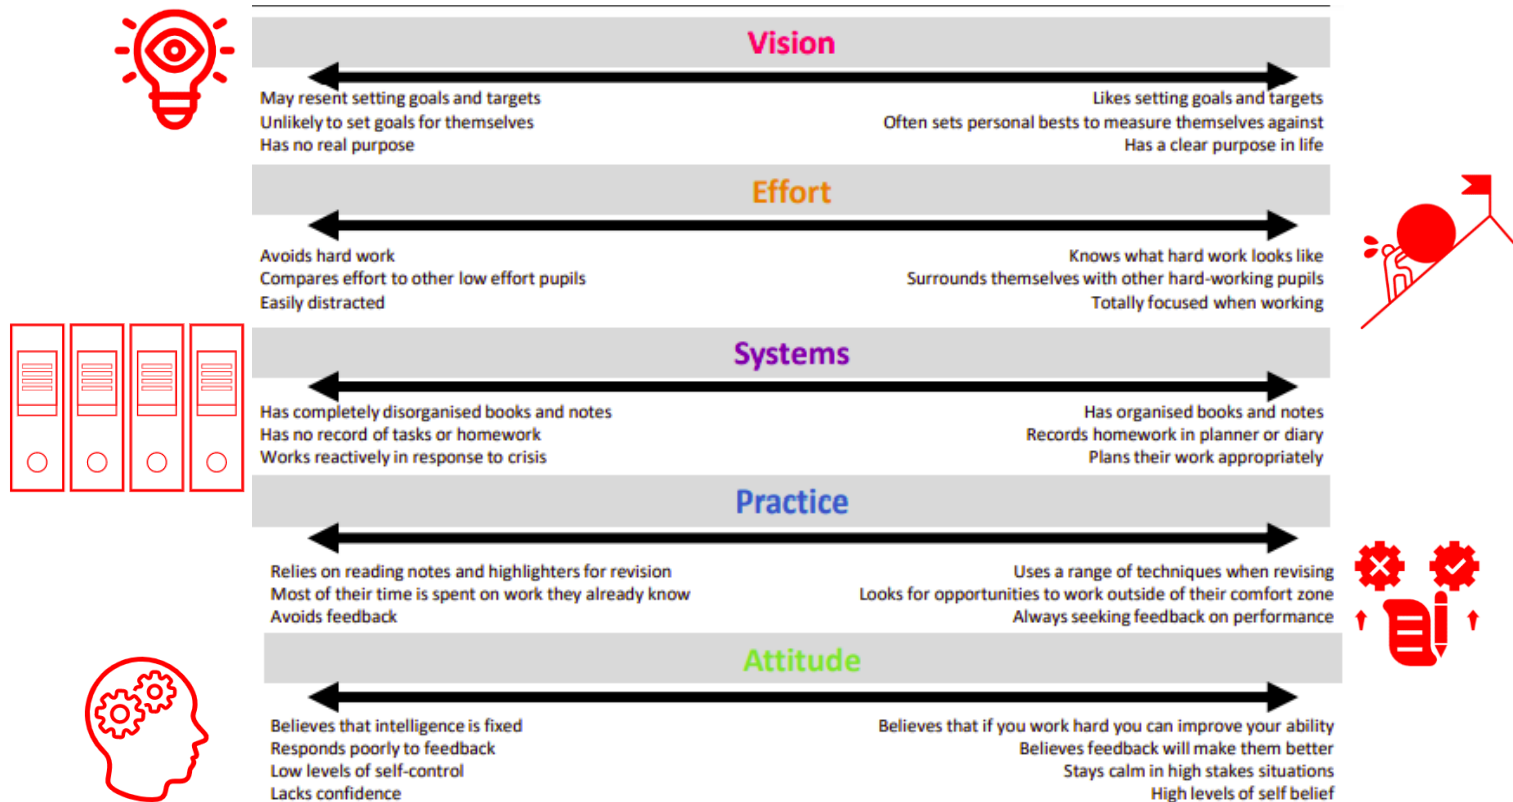 Vision
May resent setting goals and targets
Unlikely to set goals for themselves
Has no real purpose
Likes setting goals and targets
Often sets personal bests to measure themselves against
Has a clear purpose in life
Effort
Avoids hard work
Compares effort to other low effort pupils
Easily distracted
Knows what hard work looks like
Surrounds themselves with other hard-working pupils
Totally focused when working
Systems
Has completely disorganised books and notes
Has no record of tasks or homework
Works reactively in response to crisis
Has organised books and notes
Records homework in planner or diary
Plans their work appropriately
Practice
Relies on reading notes and highlighters for revision
Most of their time is spent on work they already know
Avoids feedback
Uses a range of techniques when revising
Looks for opportunities to work outside of their comfort zone
Always seeking feedback on performance
Attitude
Believes that intelligence is fixed
Responds poorly to feedback
Low levels of self-control
Lacks confidence
Believes that if you work hard you can improve your ability
Believes feedback will make them better
Stays calm in high stakes situations
High levels of self belief